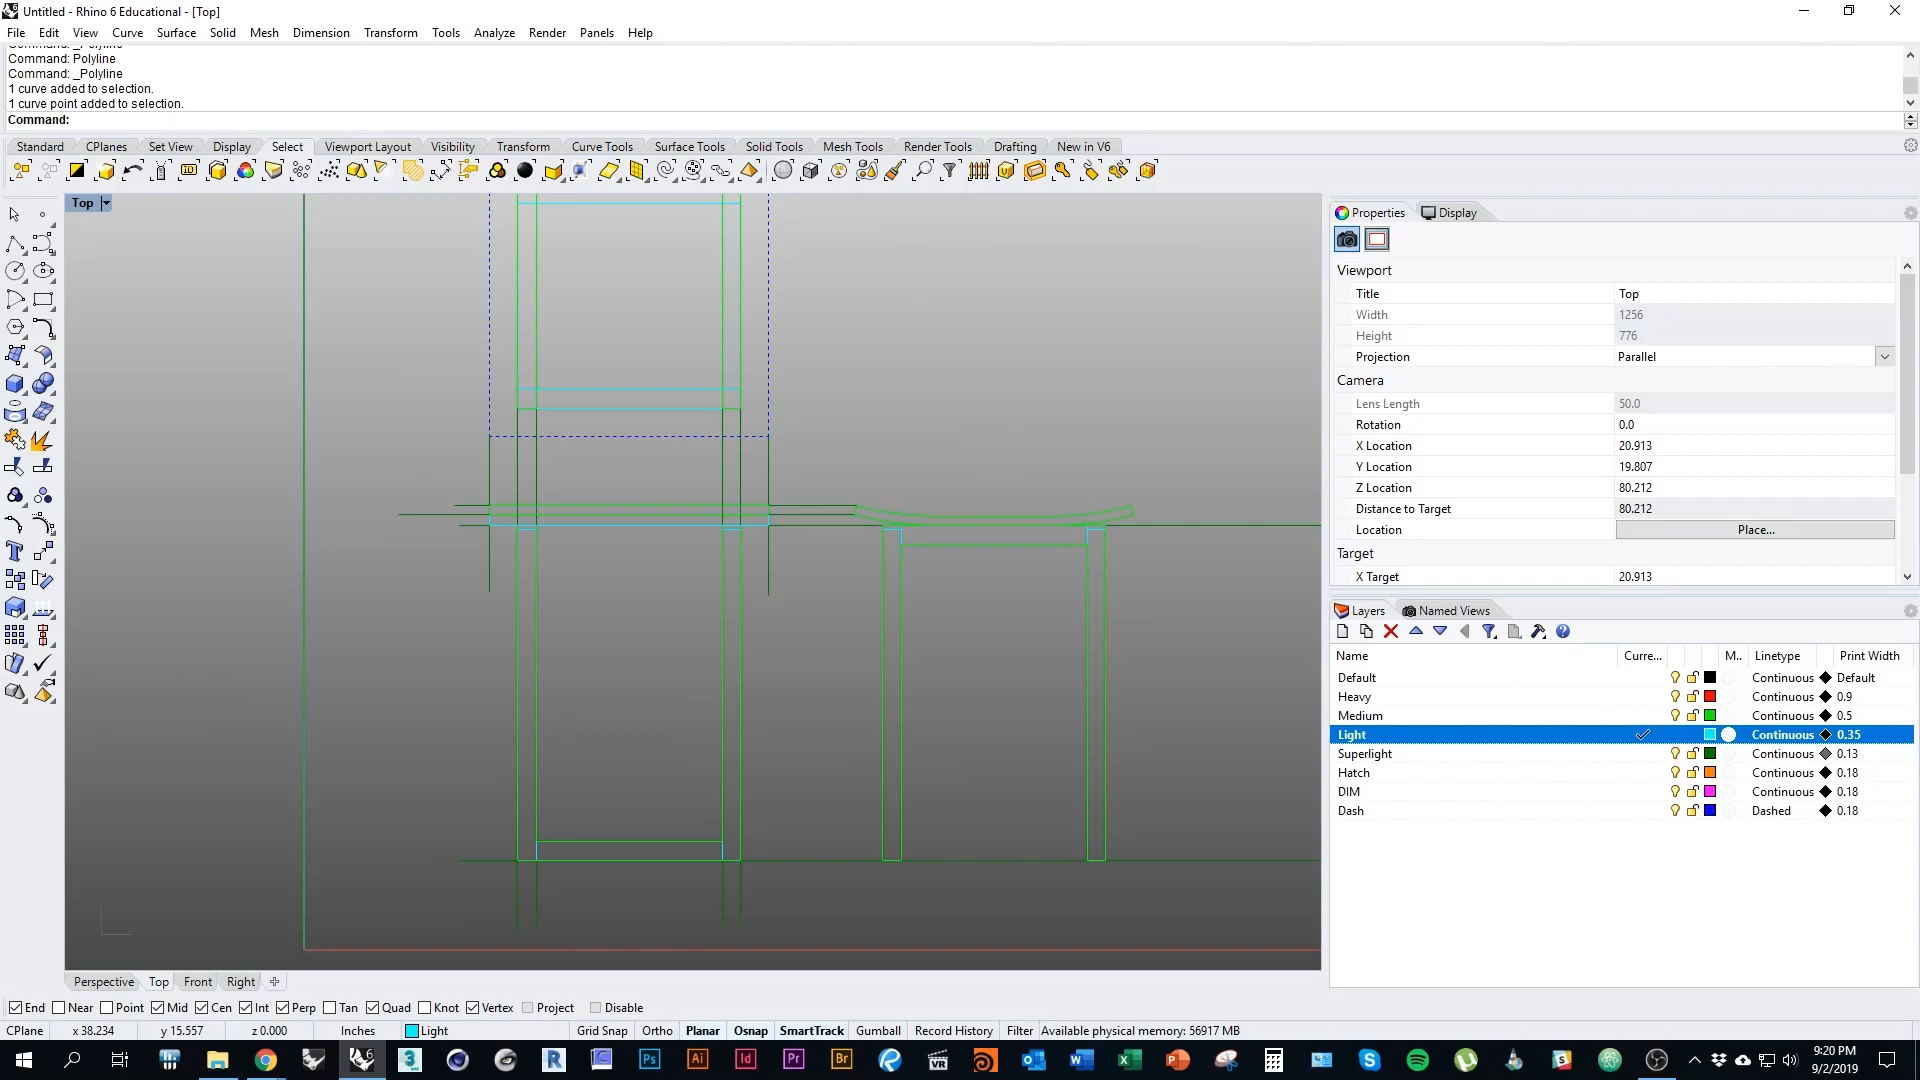 Untitled - Rhino 6 Educational - [Top]
File Edit View Curve Surface Solid Mesh Dimension Transform Tools Analyze Render Panels Help
Command: _Polyline
Command: Polyline
Command: _Polyline
1 curve added to selection.
1 curve point added to selection.
Command:
Standard CPlanes Set View Display Select Viewport Layout Visibility Transform Curve Tools Surface Tools Solid Tools Mesh Tools Render Tools Drafting New in V6
Top
Properties Display
Viewport
Title Top
Width 1256
Height 776
Projection Parallel
Camera
Lens Length 50.0
Rotation 0.0
X Location 20.913
Y Location 19.807
Z Location 80.212
Distance to Target 80.212
Location Place...
Target
X Target 20.913
Layers Named Views
Name Curre... M.. Linetype Print Width
Default Continuous Default
Heavy Continuous 0.9
Medium Continuous 0.5
Light Continuous 0.35
Superlight Continuous 0.13
Hatch Continuous 0.18
DIM Continuous 0.18
Dash Dashed 0.18
Perspective Top Front Right
End Near Point Mid Cen Int Perp Tan Quad Knot Vertex Project Disable
CPlane x 38.234 y 15.557 z 0.000 Inches Light Grid Snap Ortho Planar Osnap SmartTrack Gumball Record History Filter Available physical memory: 56917 MB
9:20 PM
9/2/2019